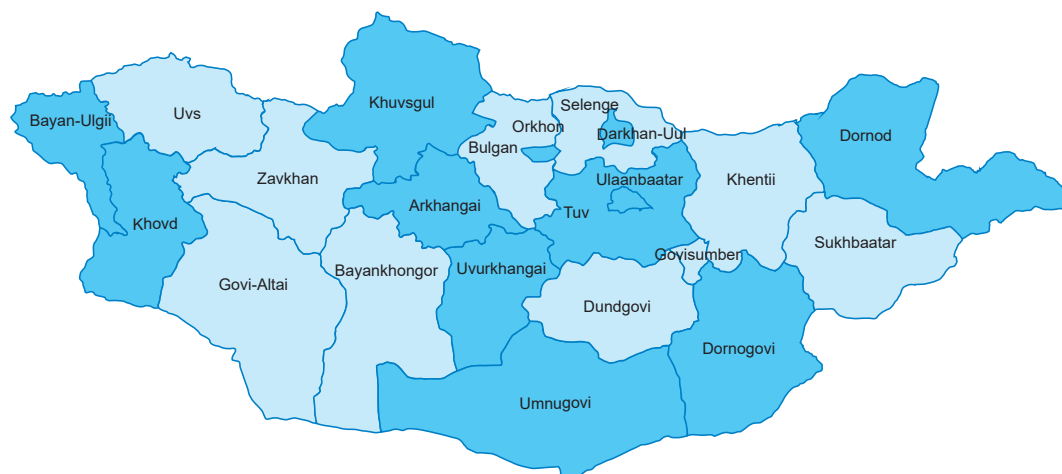 Khuvsgul
Selenge
Uvs
Bayan-Ulgii
Orkhon
Darkhan-Uul
Dornod
Bulgan
Zavkhan
Ulaanbaatar
Khentii
Arkhangai
Tuv
Khovd
Sukhbaatar
Govisumber
Bayankhongor
Uvurkhangai
Govi-Altai
Dundgovi
Dornogovi
Umnugovi